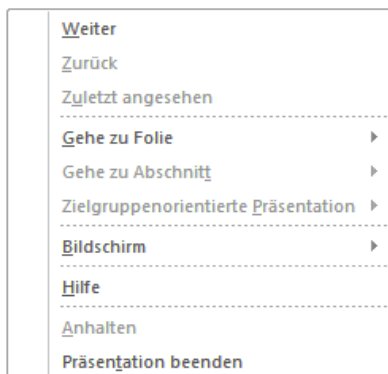 Weiter
Zurück
Zuletzt angesehen
Gehe zu Folie
Gehe zu Abschnitt
Zielgruppenorientierte Präsentation
Bildschirm
Hilfe
Anhalten
Präsentation beenden